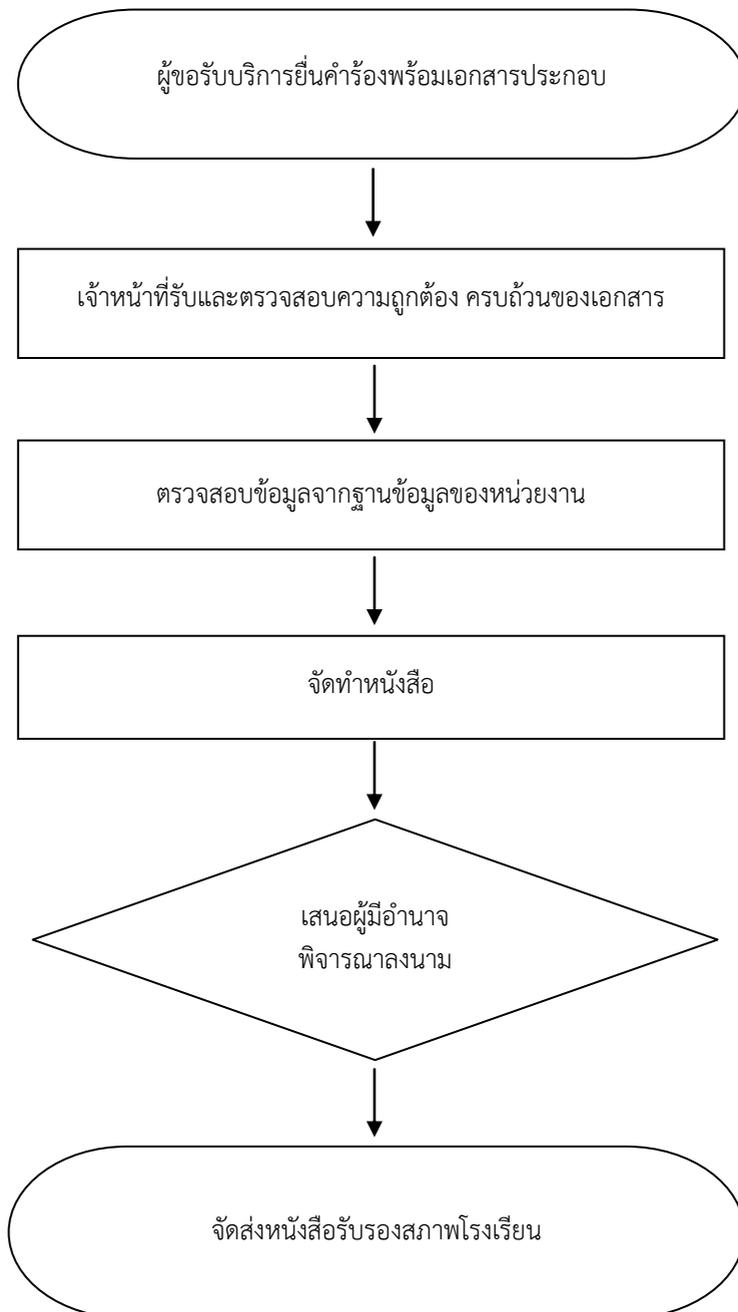 ผู้ขอรับบริการยื่นคำร้องพร้อมเอกสารประกอบ
เจ้าหน้าที่รับและตรวจสอบความถูกต้อง ครบถ้วนของเอกสาร
ตรวจสอบข้อมูลจากฐานข้อมูลของหน่วยงาน
จัดทำหนังสือ
เสนอผู้มีอำนาจ
พิจารณาลงนาม
จัดส่งหนังสือรับรองสภาพโรงเรียน